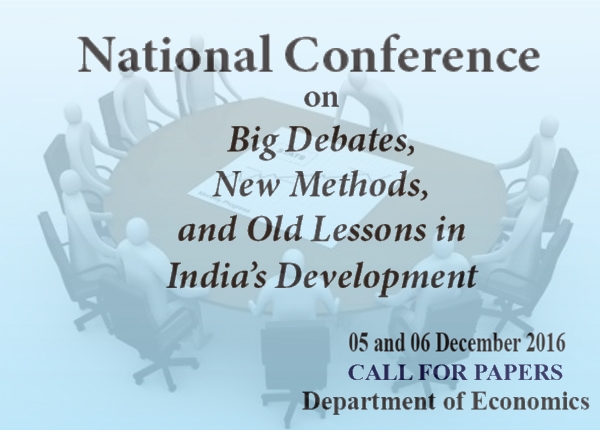 National Conference
on
Big Debates,
New Methods,
and Old Lessons in
India's Development
05 and 06 December 2016
CALL FOR PAPERS
Department of Economics